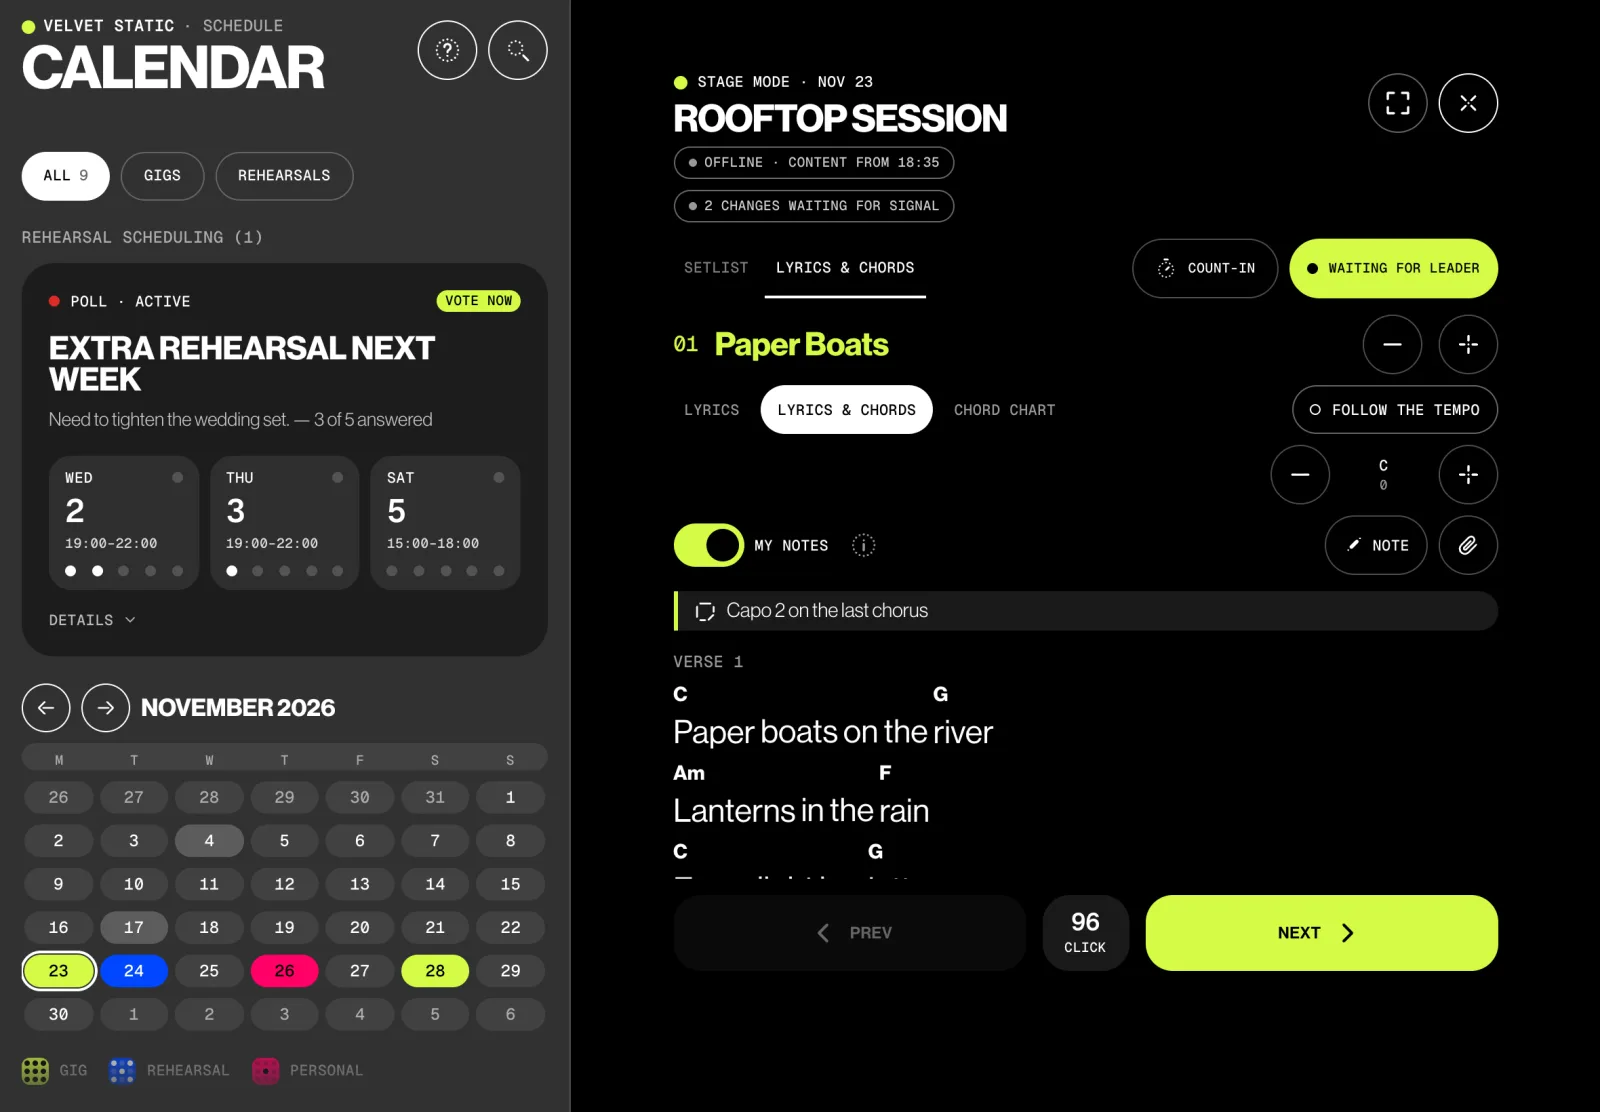 VELVET STATIC · SCHEDULE
CALENDAR
ALL 9
GIGS
REHEARSALS
REHEARSAL SCHEDULING (1)
POLL · ACTIVE
VOTE NOW
EXTRA REHEARSAL NEXT
WEEK
Need to tighten the wedding set. — 3 of 5 answered
WED
2
19:00–22:00
THU
3
19:00–22:00
SAT
5
15:00–18:00
DETAILS
NOVEMBER 2026
M T W T F S S
26 27 28 29 30 31 1
2 3 4 5 6 7 8
9 10 11 12 13 14 15
16 17 18 19 20 21 22
23 24 25 26 27 28 29
30 1 2 3 4 5 6
GIG REHEARSAL PERSONAL
STAGE MODE · NOV 23
ROOFTOP SESSION
OFFLINE · CONTENT FROM 18:35
2 CHANGES WAITING FOR SIGNAL
SETLIST
LYRICS & CHORDS
COUNT-IN
WAITING FOR LEADER
01 Paper Boats
LYRICS
LYRICS & CHORDS
CHORD CHART
FOLLOW THE TEMPO
C
0
MY NOTES
NOTE
Capo 2 on the last chorus
VERSE 1
C G
Paper boats on the river
Am F
Lanterns in the rain
C G
PREV
96
CLICK
NEXT